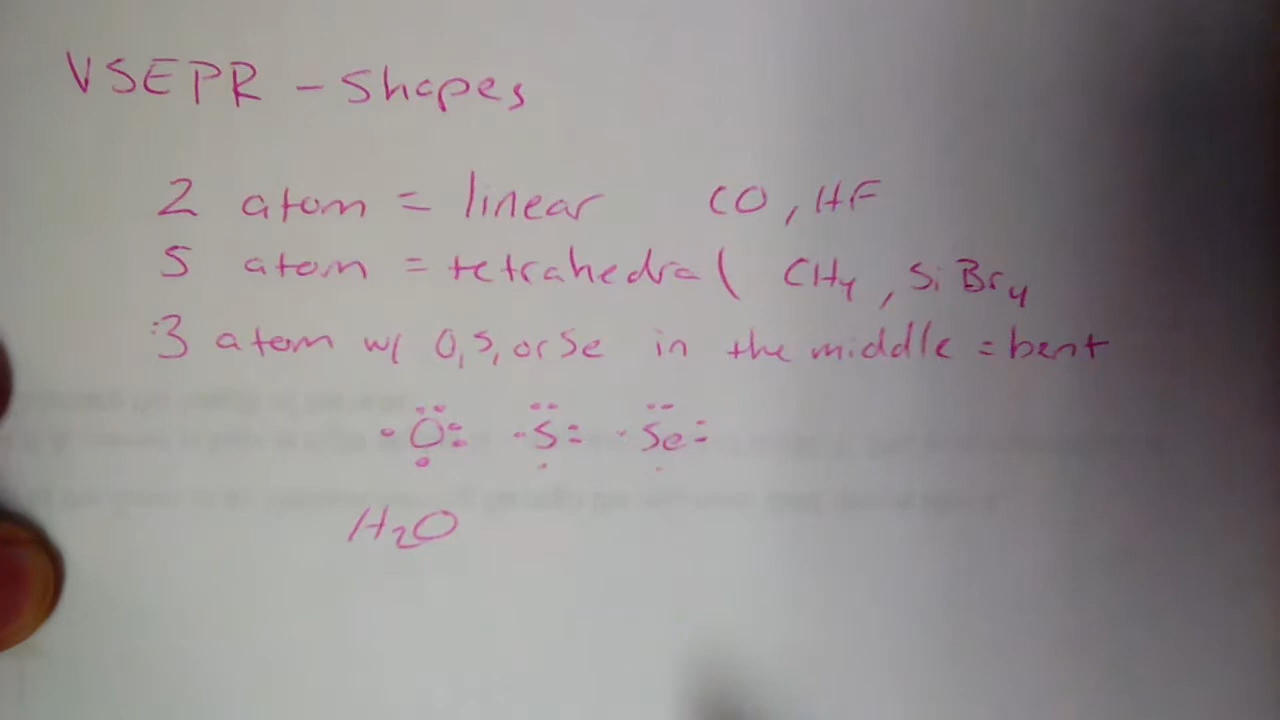 VSEPR - Shapes
2 atom = linear CO, HF
5 atom = tetrahedral CH4, SiBr4
3 atom w/ O, S, or Se in the middle = bent
O S Se
H2O